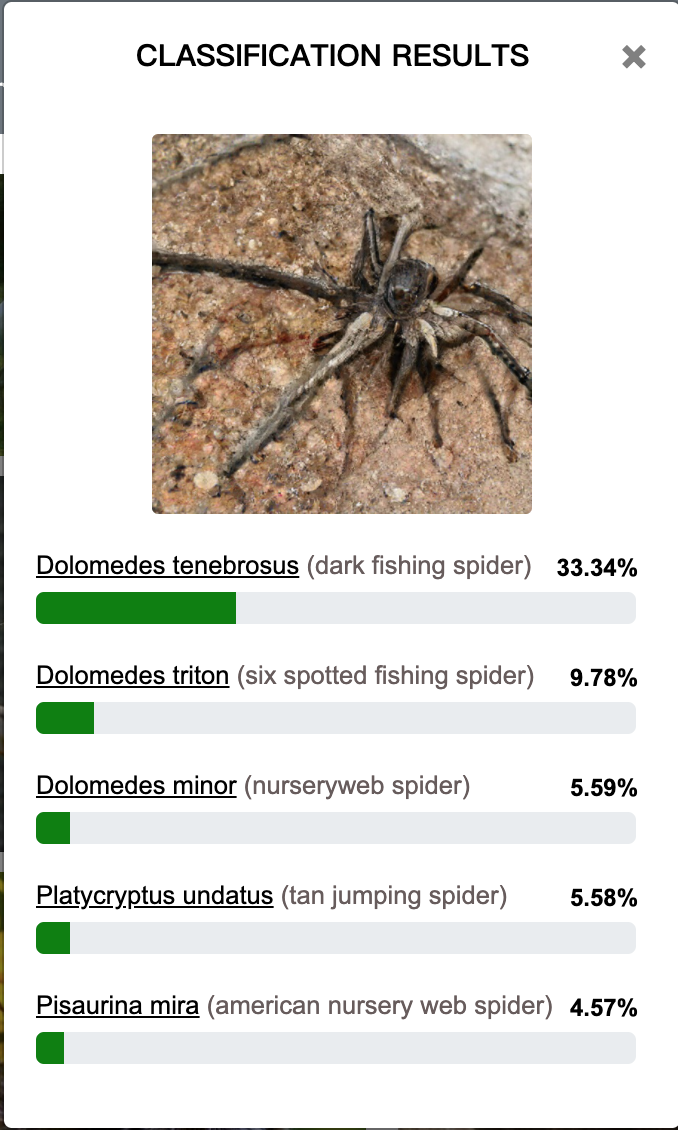 CLASSIFICATION RESULTS
Dolomedes tenebrosus (dark fishing spider) 33.34%
Dolomedes triton (six spotted fishing spider) 9.78%
Dolomedes minor (nurseryweb spider) 5.59%
Platycryptus undatus (tan jumping spider) 5.58%
Pisaurina mira (american nursery web spider) 4.57%